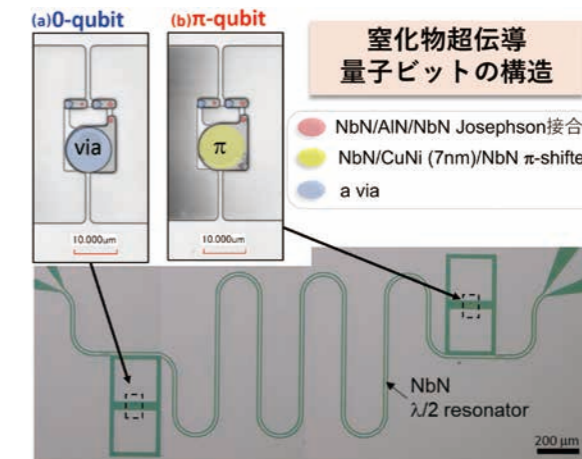 (a)0-qubit
(b)π-qubit
窒化物超伝導
量子ビットの構造
via
π
NbN/AlN/NbN Josephson接合
NbN/CuNi (7nm)/NbN π-shifte
a via
10.000um
10.000um
NbN
λ/2 resonator
200 μm